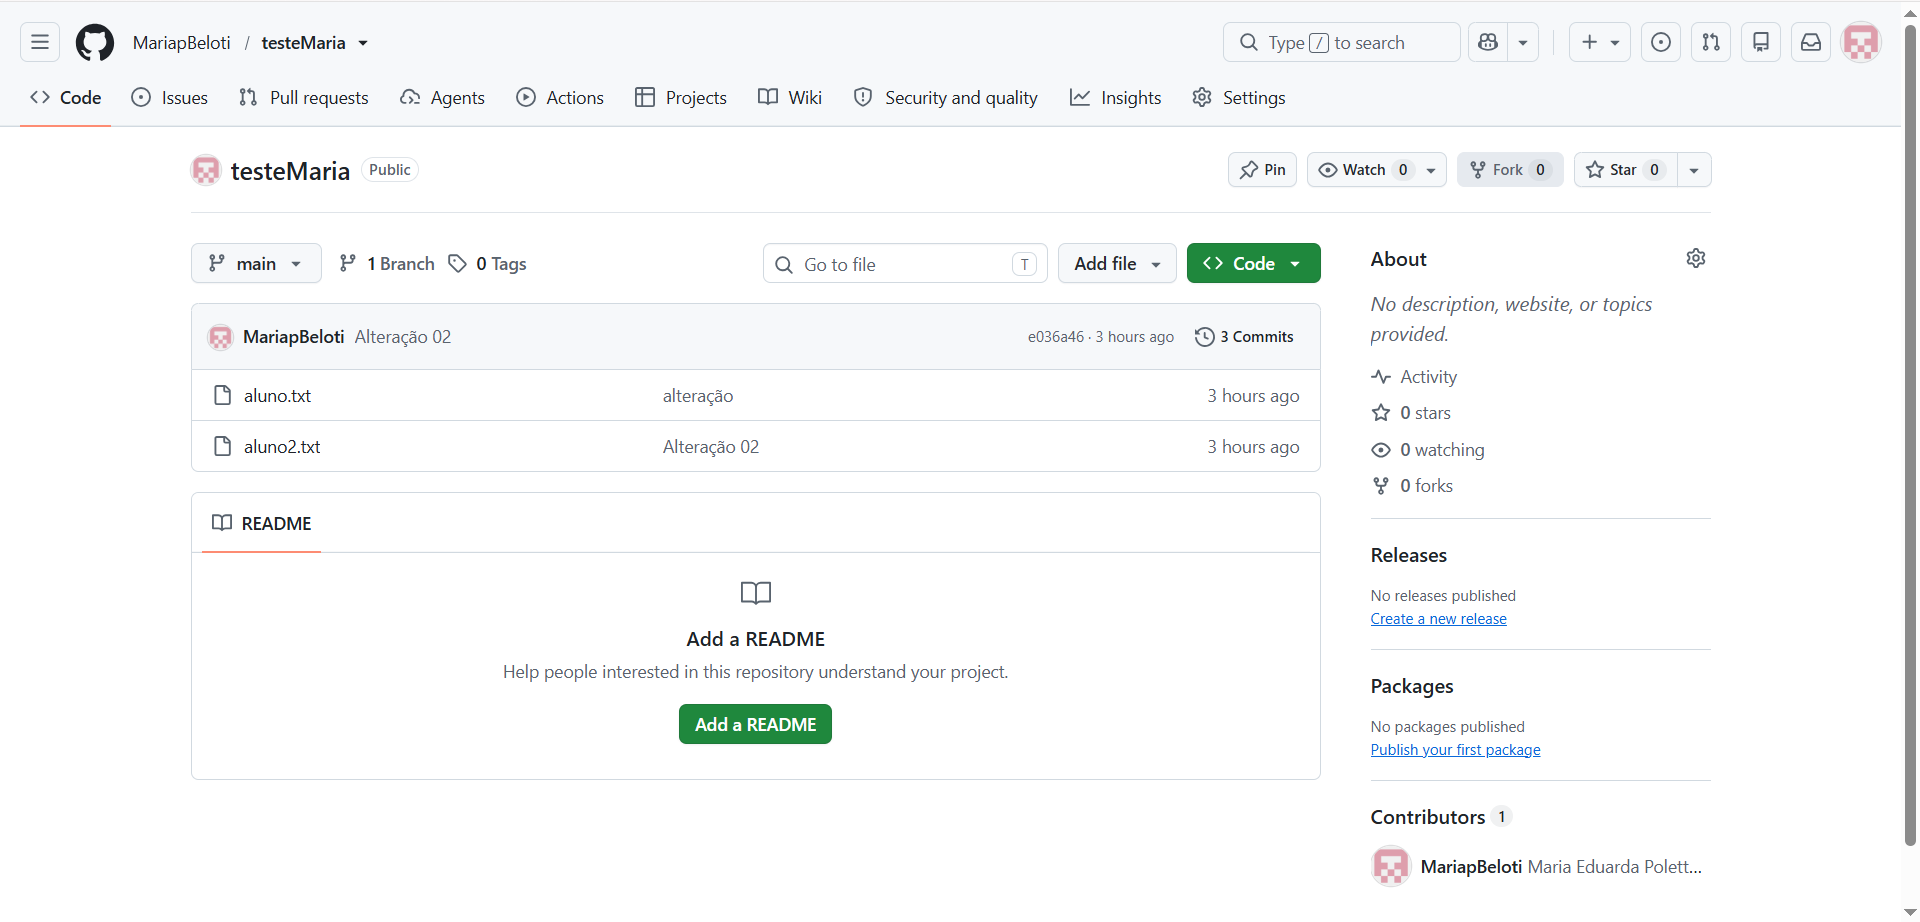 MariapBeloti / testeMaria
Type / to search
Code Issues Pull requests Agents Actions Projects Wiki Security and quality Insights Settings
testeMaria Public
Pin Watch 0 Fork 0 Star 0
main 1 Branch 0 Tags Go to file T Add file Code
MariapBeloti Alteração 02 e036a46 · 3 hours ago 3 Commits
aluno.txt alteração 3 hours ago
aluno2.txt Alteração 02 3 hours ago
README
Add a README
Help people interested in this repository understand your project.
Add a README
About
No description, website, or topics
provided.
Activity
0 stars
0 watching
0 forks
Releases
No releases published
Create a new release
Packages
No packages published
Publish your first package
Contributors 1
MariapBeloti Maria Eduarda Polett...